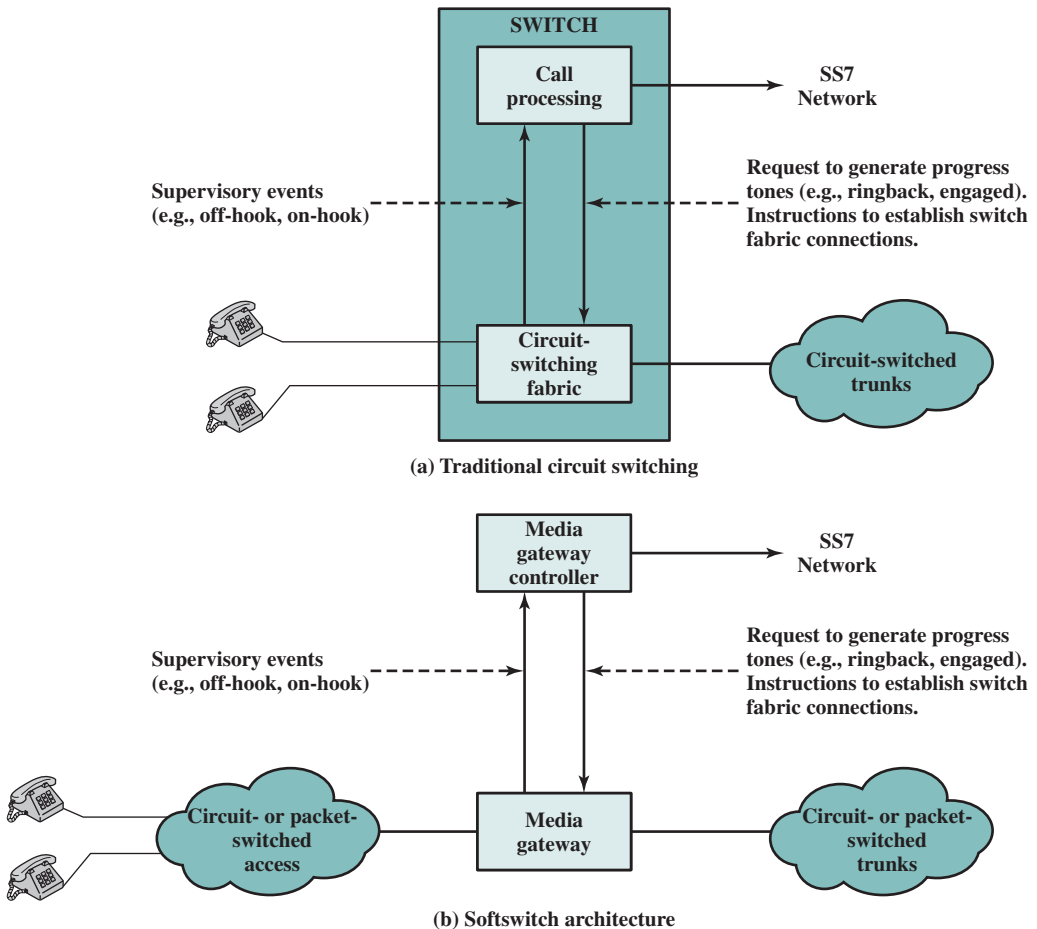 SWITCH
Call
processing
SS7
Network
Supervisory events
(e.g., off-hook, on-hook)
Request to generate progress
tones (e.g., ringback, engaged).
Instructions to establish switch
fabric connections.
Circuit-
switching
fabric
Circuit-switched
trunks
(a) Traditional circuit switching
Media
gateway
controller
SS7
Network
Supervisory events
(e.g., off-hook, on-hook)
Request to generate progress
tones (e.g., ringback, engaged).
Instructions to establish switch
fabric connections.
Circuit- or packet-
switched
access
Media
gateway
Circuit- or packet-
switched
trunks
(b) Softswitch architecture